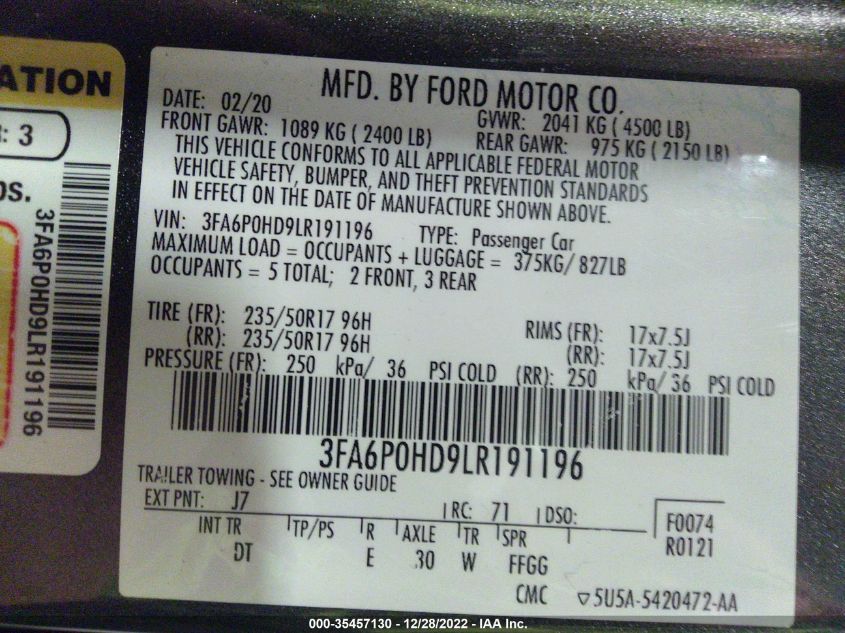 ATION
: 3
os.
3FA6P0HD9LR191196
MFD. BY FORD MOTOR CO.
DATE: 02/20
GVWR: 2041 KG ( 4500 LB)
FRONT GAWR: 1089 KG ( 2400 LB)
REAR GAWR: 975 KG ( 2150 LB)
THIS VEHICLE CONFORMS TO ALL APPLICABLE FEDERAL MOTOR
VEHICLE SAFETY, BUMPER, AND THEFT PREVENTION STANDARDS
IN EFFECT ON THE DATE OF MANUFACTURE SHOWN ABOVE.
VIN: 3FA6P0HD9LR191196 TYPE: Passenger Car
MAXIMUM LOAD = OCCUPANTS + LUGGAGE = 375KG/ 827LB
OCCUPANTS = 5 TOTAL; 2 FRONT, 3 REAR
TIRE (FR): 235/50R17 96H RIMS (FR): 17x7.5J
(RR): 235/50R17 96H (RR): 17x7.5J
PRESSURE (FR): 250 kPa/ 36 PSI COLD (RR): 250 kPa/ 36 PSI COLD
3FA6P0HD9LR191196
TRAILER TOWING - SEE OWNER GUIDE
EXT PNT: J7 RC: 71 DSO: F0074
R0121
INT TR TP/PS R AXLE TR SPR
DT E 30 W FFGG
CMC 5U5A-5420472-AA
000-35457130 - 12/28/2022 - IAA Inc.